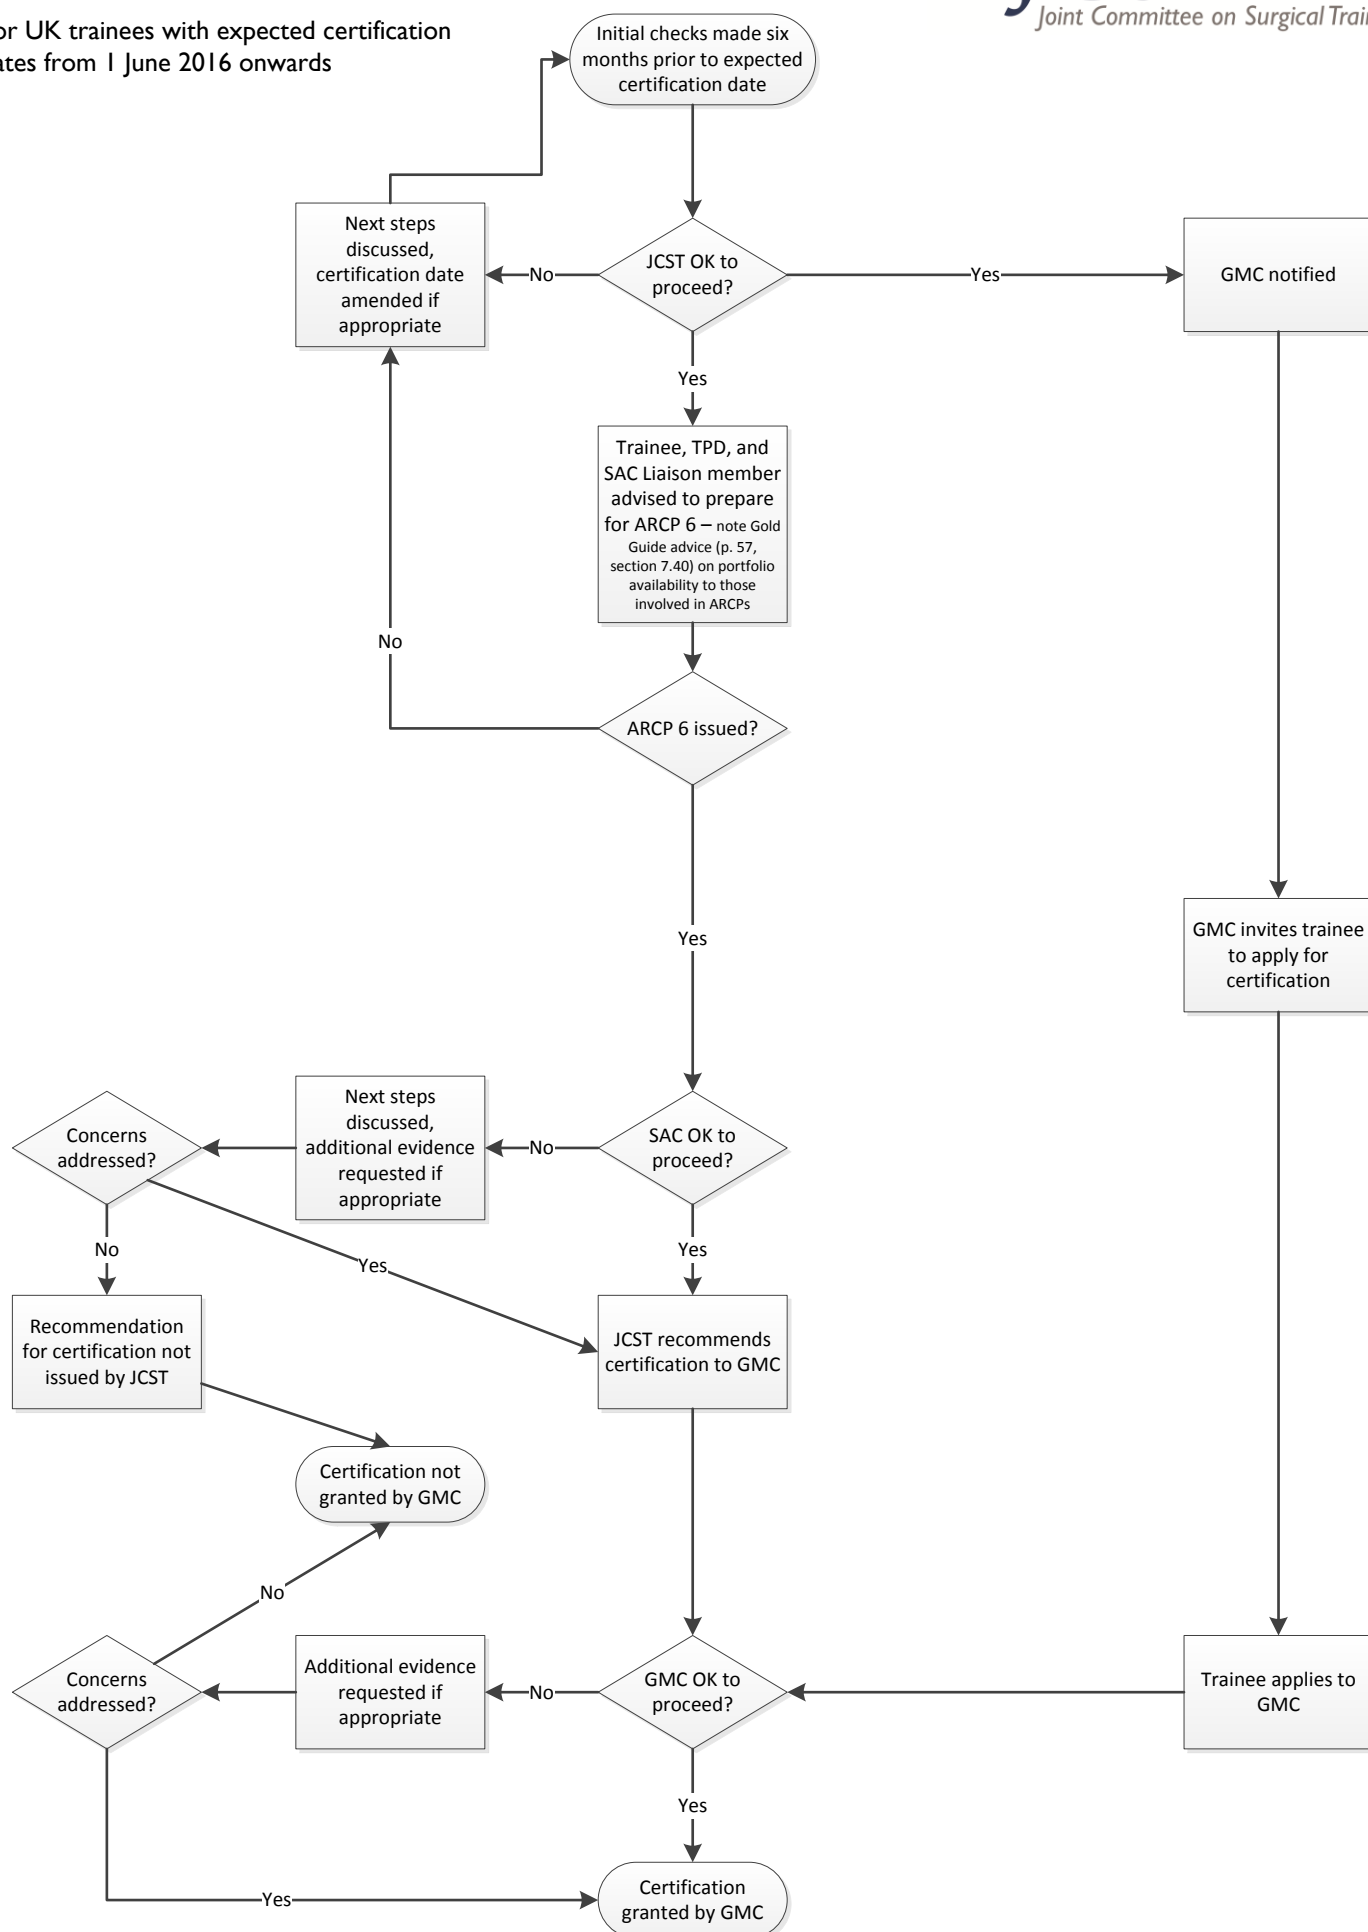 or UK trainees with expected certification
ates from 1 June 2016 onwards
Joint Committee on Surgical Trai
Initial checks made six
months prior to expected
certification date
Next steps
discussed,
certification date
amended if
appropriate
No
JCST OK to
proceed?
Yes
GMC notified
Yes
Trainee, TPD, and
SAC Liaison member
advised to prepare
for ARCP 6 – note Gold
Guide advice (p. 57,
section 7.40) on portfolio
availability to those
involved in ARCPs
No
ARCP 6 issued?
Yes
GMC invites trainee
to apply for
certification
Concerns
addressed?
Next steps
discussed,
additional evidence
requested if
appropriate
No
SAC OK to
proceed?
No
Yes
Yes
Recommendation
for certification not
issued by JCST
JCST recommends
certification to GMC
Certification not
granted by GMC
No
Concerns
addressed?
Additional evidence
requested if
appropriate
No
GMC OK to
proceed?
Trainee applies to
GMC
Yes
Yes
Certification
granted by GMC